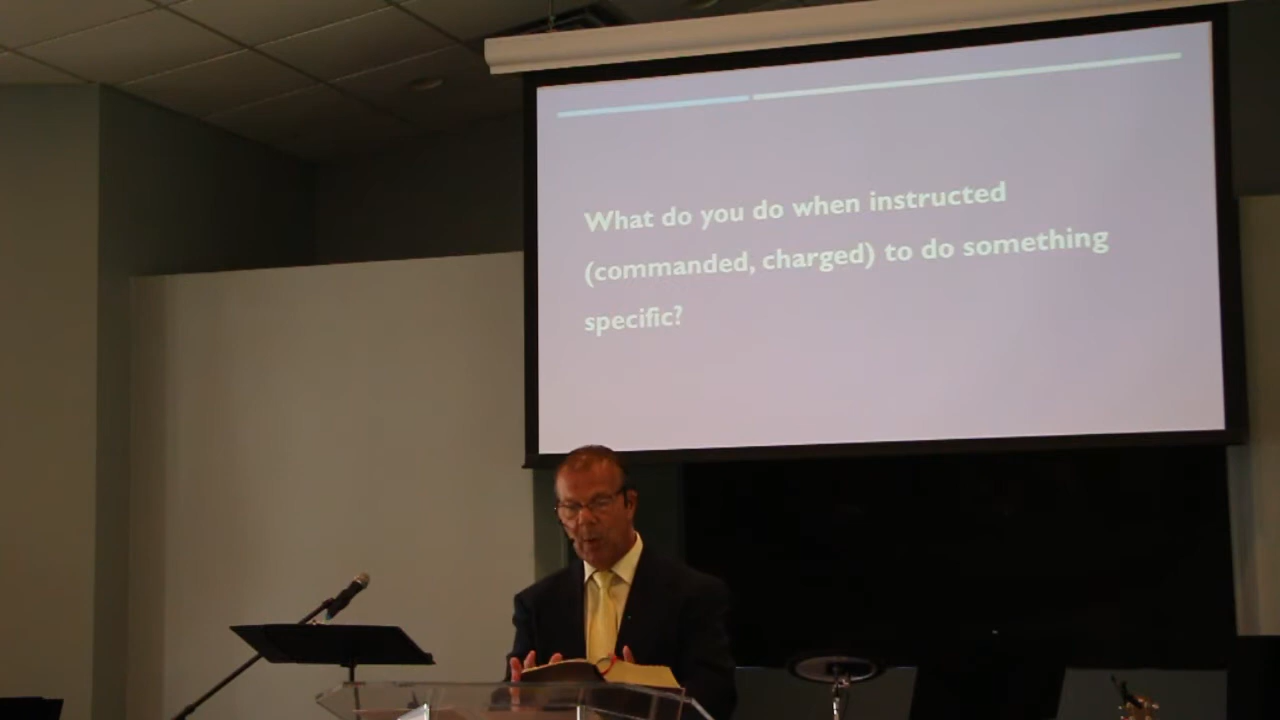 What do you do when instructed
(commanded, charged) to do something
specific?